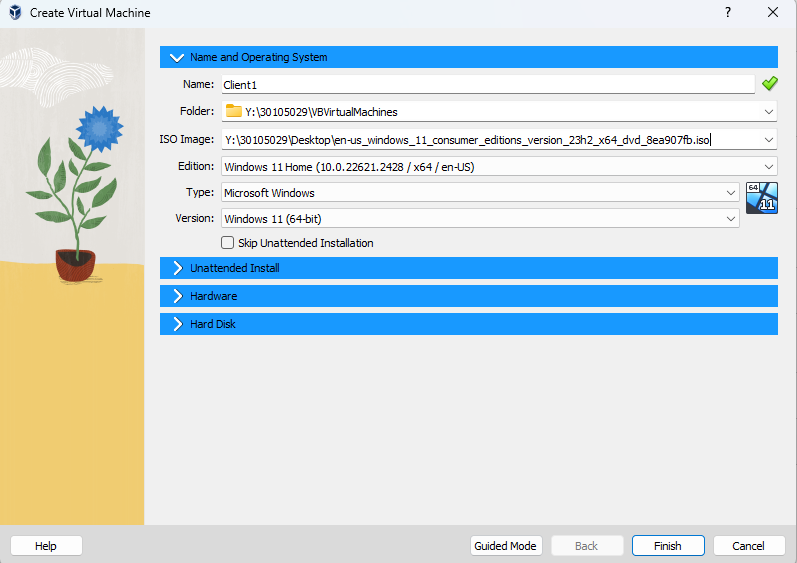 Create Virtual Machine
?
Name and Operating System
Name: Client1
Folder: Y:\30105029\VBVirtualMachines
ISO Image: Y:\30105029\Desktop\en-us_windows_11_consumer_editions_version_23h2_x64_dvd_8ea907fb.iso
Edition: Windows 11 Home (10.0.22621.2428 / x64 / en-US)
Type: Microsoft Windows
64
11
Version: Windows 11 (64-bit)
Skip Unattended Installation
Unattended Install
Hardware
Hard Disk
Help Guided Mode Back Finish Cancel